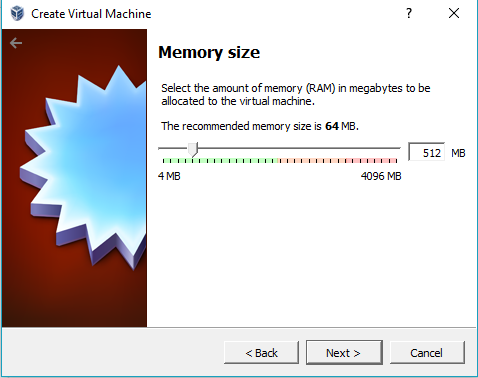 Create Virtual Machine
?
Memory size
Select the amount of memory (RAM) in megabytes to be
allocated to the virtual machine.
The recommended memory size is 64 MB.
512 MB
4 MB 4096 MB
< Back Next > Cancel